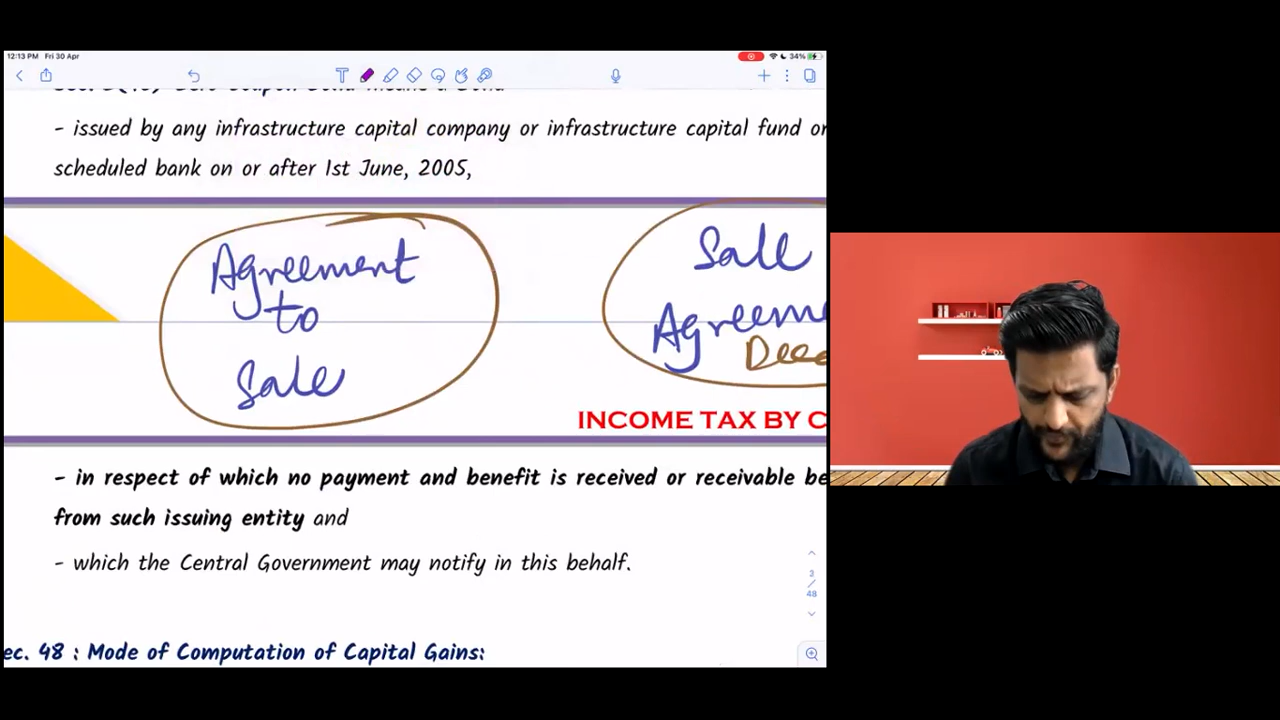 12:13 PM Fri 30 Apr
34%
- issued by any infrastructure capital company or infrastructure capital fund or
scheduled bank on or after 1st June, 2005,
Agreement
to
Sale
Sale
Agreeme
Deed
INCOME TAX BY C
- in respect of which no payment and benefit is received or receivable be
from such issuing entity and
- which the Central Government may notify in this behalf.
2
/
48
ec. 48 : Mode of Computation of Capital Gains: